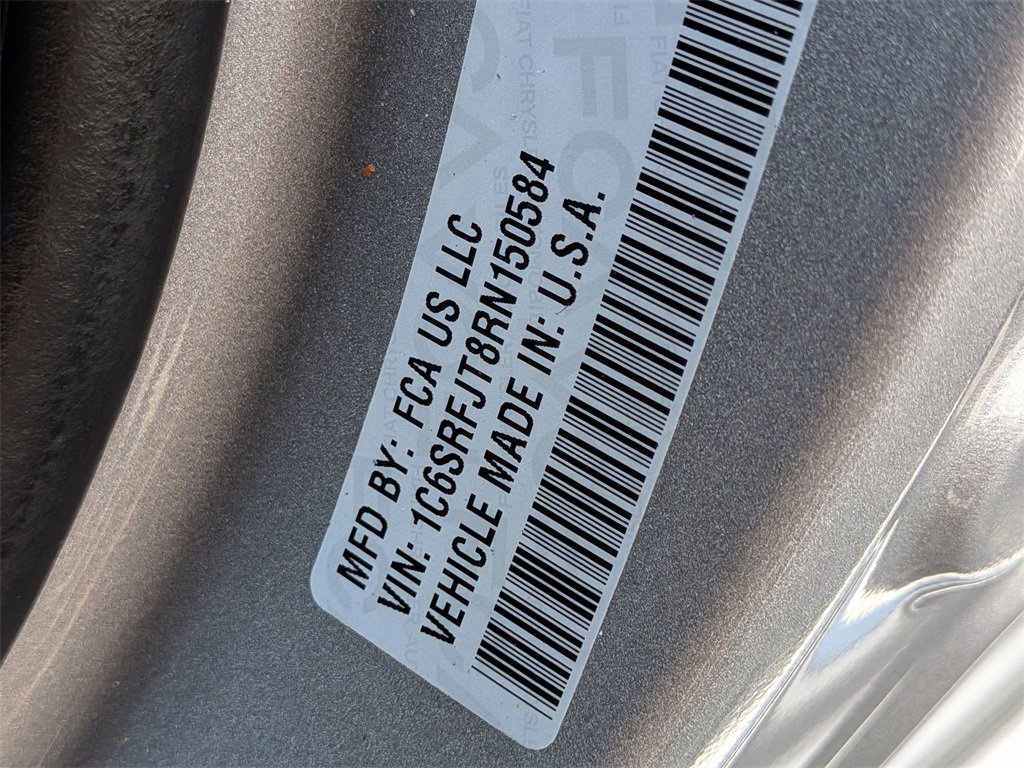 MFD BY: FCA US LLC
VIN: 1C6SRFJT8RN150584
VEHICLE MADE IN: U.S.A.